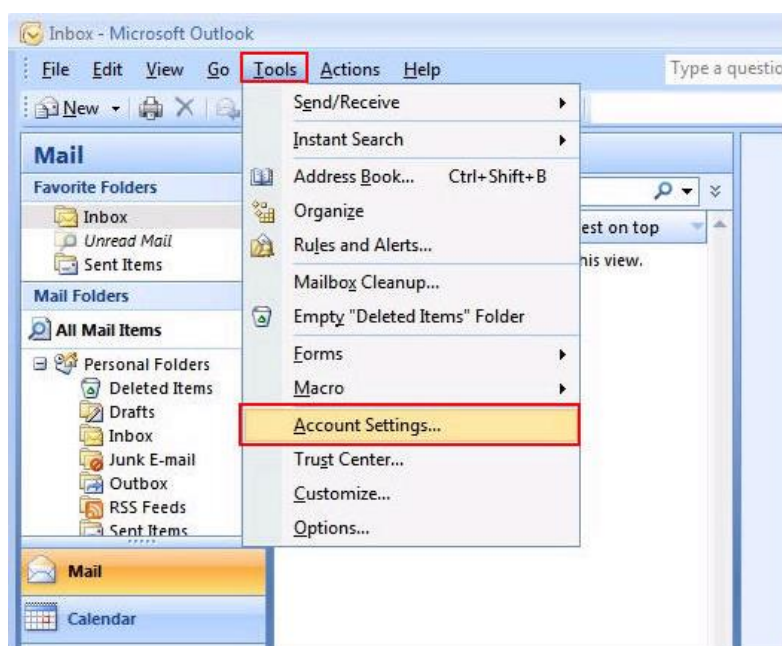 Inbox - Microsoft Outlook
File Edit View Go Tools Actions Help Type a questio
New
Send/Receive
Instant Search
Address Book... Ctrl+Shift+B
Organize
Rules and Alerts...
Mailbox Cleanup...
Empty "Deleted Items" Folder
Forms
Macro
Account Settings...
Trust Center...
Customize...
Options...
Mail
Favorite Folders
Inbox
Unread Mail
Sent Items
Mail Folders
All Mail Items
Personal Folders
Deleted Items
Drafts
Inbox
Junk E-mail
Outbox
RSS Feeds
Sent Items
Mail
Calendar
est on top
his view.